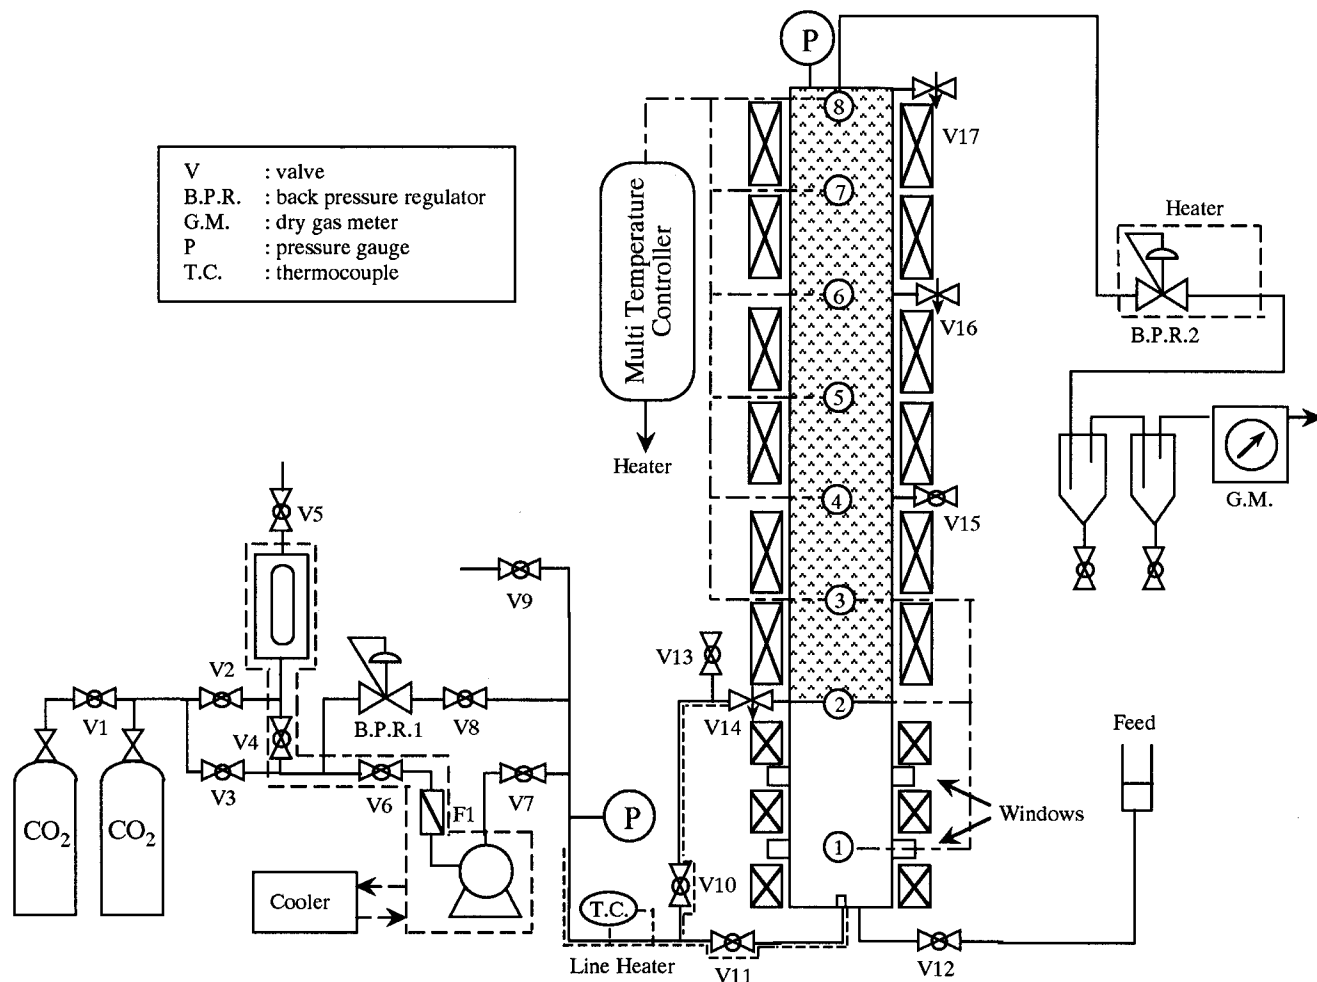 P
8
V17
7
Multi Temperature
Controller
Heater
6
V16
B.P.R.2
5
Heater
4
V15
G.M.
V : valve
B.P.R. : back pressure regulator
G.M. : dry gas meter
P : pressure gauge
T.C. : thermocouple
V5
V9
3
V13
V2
V1
B.P.R.1
V8
V14
2
V4
Feed
V3
V6
V7
F1
CO2
CO2
P
Windows
1
V10
Cooler
T.C.
Line Heater
V11
V12